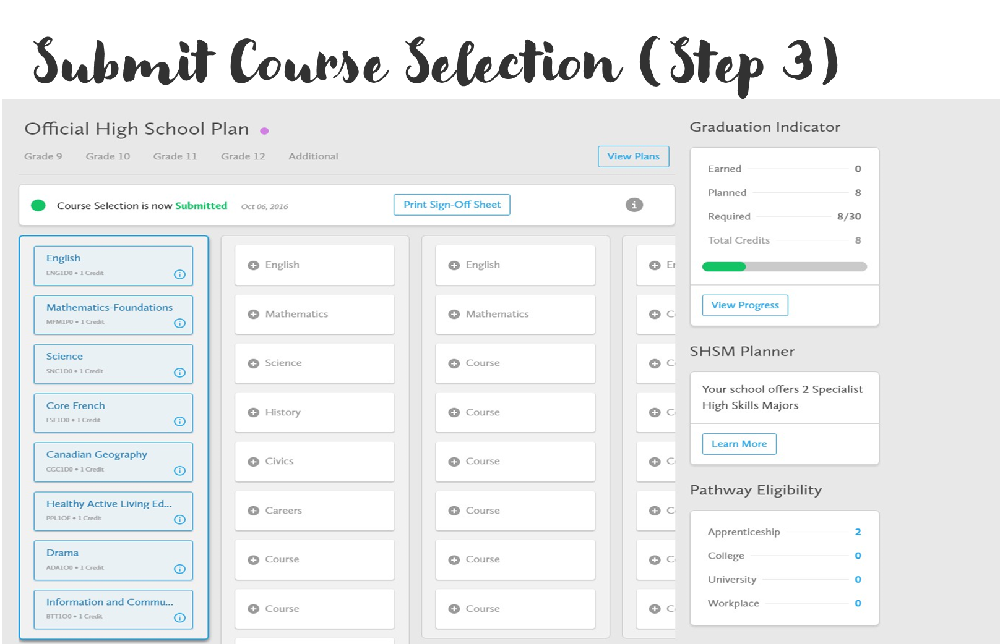 Submit Course Selection (Step 3)
Official High School Plan
Grade 9 Grade 10 Grade 11 Grade 12 Additional
View Plans
Course Selection is now Submitted Oct 06, 2016
Print Sign-Off Sheet
English
ENG1D0 • 1 Credit
Mathematics-Foundations
MFM1P0 • 1 Credit
Science
SNC1D0 • 1 Credit
Core French
FSF1D0 • 1 Credit
Canadian Geography
CGC1D0 • 1 Credit
Healthy Active Living Ed...
PPL1OF • 1 Credit
Drama
ADA1O0 • 1 Credit
Information and Commu...
BTT1O0 • 1 Credit
English
Mathematics
Science
History
Civics
Careers
Course
Course
English
Mathematics
Course
Course
Course
Course
Course
Course
Graduation Indicator
Earned 0
Planned 8
Required 8/30
Total Credits 8
View Progress
SHSM Planner
Your school offers 2 Specialist
High Skills Majors
Learn More
Pathway Eligibility
Apprenticeship 2
College 0
University 0
Workplace 0